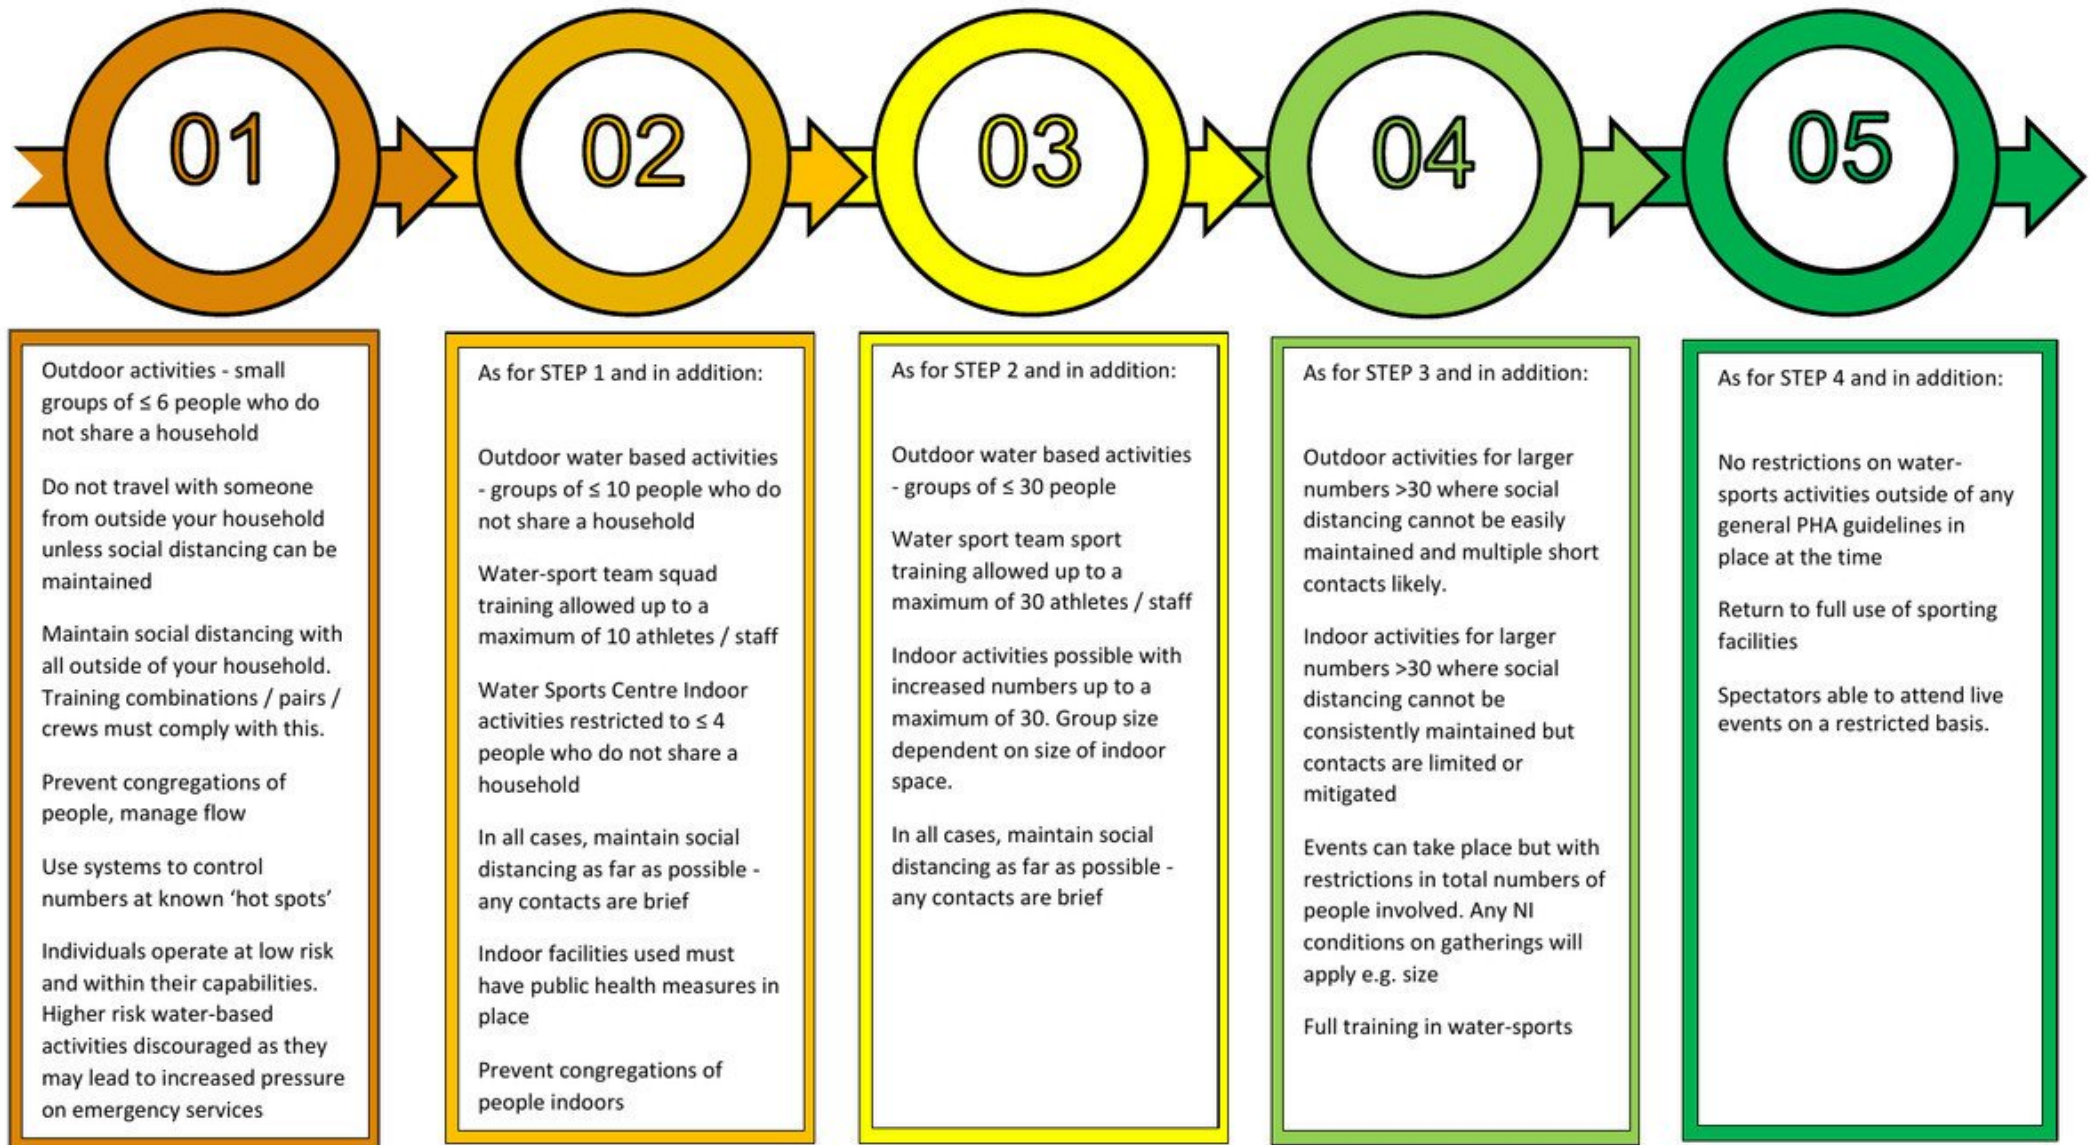 01
02
03
04
05
Outdoor activities - small
groups of ≤ 6 people who do
not share a household
Do not travel with someone
from outside your household
unless social distancing can be
maintained
Maintain social distancing with
all outside of your household.
Training combinations / pairs /
crews must comply with this.
Prevent congregations of
people, manage flow
Use systems to control
numbers at known ‘hot spots’
Individuals operate at low risk
and within their capabilities.
Higher risk water-based
activities discouraged as they
may lead to increased pressure
on emergency services
As for STEP 1 and in addition:
Outdoor water based activities
- groups of ≤ 10 people who do
not share a household
Water-sport team squad
training allowed up to a
maximum of 10 athletes / staff
Water Sports Centre Indoor
activities restricted to ≤ 4
people who do not share a
household
In all cases, maintain social
distancing as far as possible -
any contacts are brief
Indoor facilities used must
have public health measures in
place
Prevent congregations of
people indoors
As for STEP 2 and in addition:
Outdoor water based activities
- groups of ≤ 30 people
Water sport team sport
training allowed up to a
maximum of 30 athletes / staff
Indoor activities possible with
increased numbers up to a
maximum of 30. Group size
dependent on size of indoor
space.
In all cases, maintain social
distancing as far as possible -
any contacts are brief
As for STEP 3 and in addition:
Outdoor activities for larger
numbers >30 where social
distancing cannot be easily
maintained and multiple short
contacts likely.
Indoor activities for larger
numbers >30 where social
distancing cannot be
consistently maintained but
contacts are limited or
mitigated
Events can take place but with
restrictions in total numbers of
people involved. Any NI
conditions on gatherings will
apply e.g. size
Full training in water-sports
As for STEP 4 and in addition:
No restrictions on water-
sports activities outside of any
general PHA guidelines in
place at the time
Return to full use of sporting
facilities
Spectators able to attend live
events on a restricted basis.